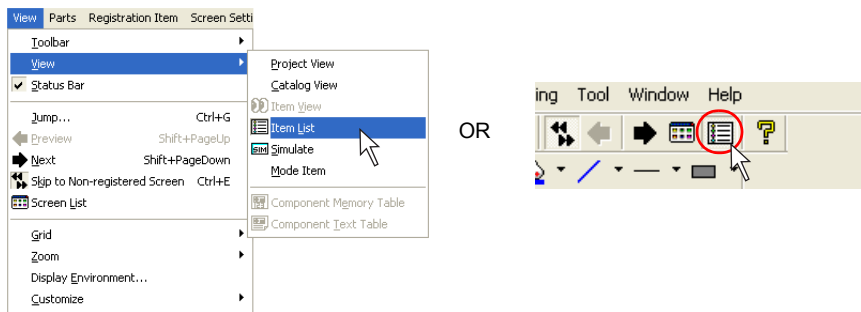 View Parts Registration Item Screen Setti
Toolbar
View
Status Bar
Jump... Ctrl+G
Preview Shift+PageUp
Next Shift+PageDown
Skip to Non-registered Screen Ctrl+E
Screen List
Grid
Zoom
Display Environment...
Customize
Project View
Catalog View
Item View
Item List
SIM Simulate
Mode Item
Component Memory Table
Component Text Table
OR
ing Tool Window Help